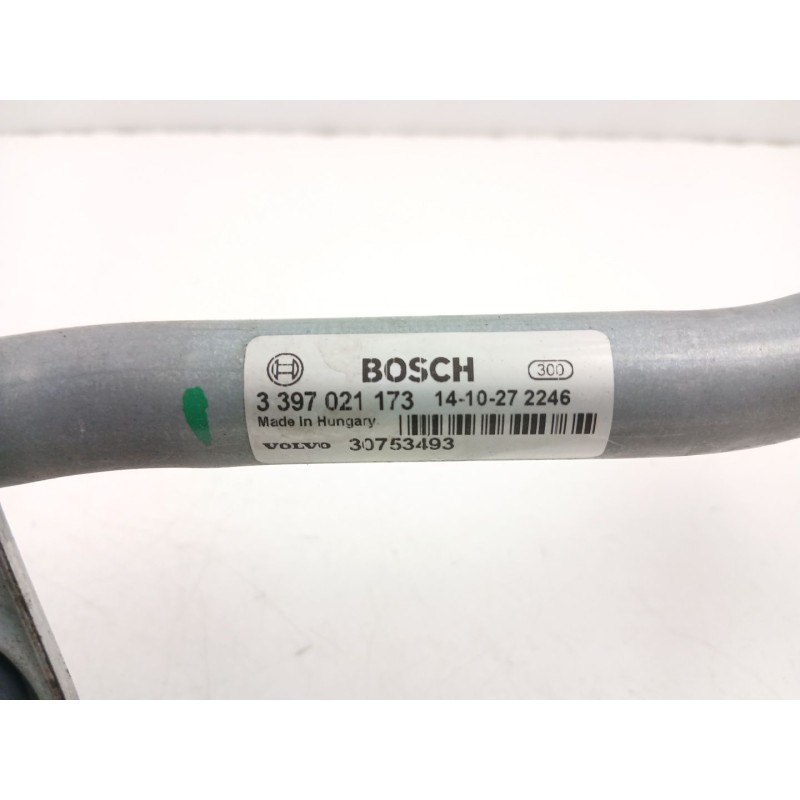 BOSCH 300
3 397 021 173 14-10-27 2246
Made In Hungary
VOLVO 30753493